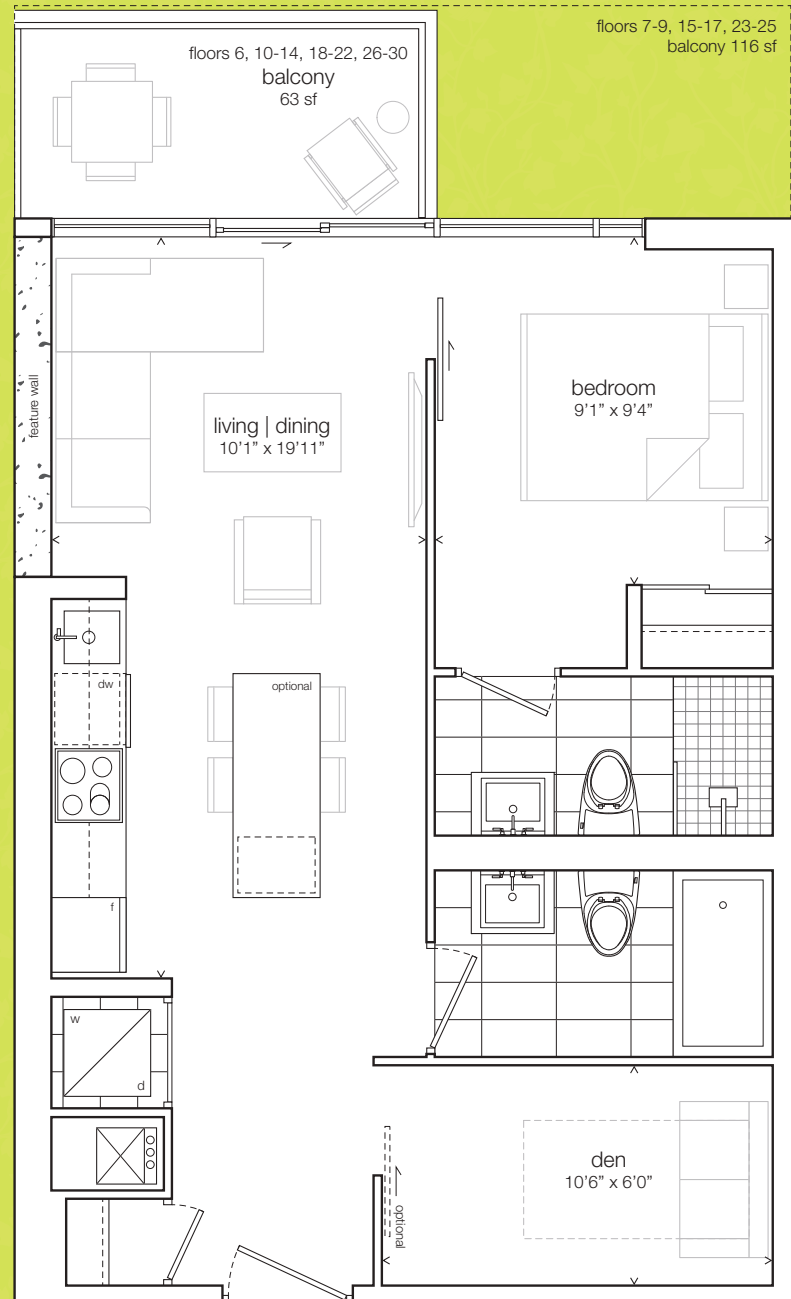 floors 7-9, 15-17, 23-25
balcony 116 sf
floors 6, 10-14, 18-22, 26-30
balcony
63 sf
feature wall
living | dining
10'1" x 19'11"
bedroom
9'1" x 9'4"
optional
dw
f
w
d
den
10'6" x 6'0"
optional